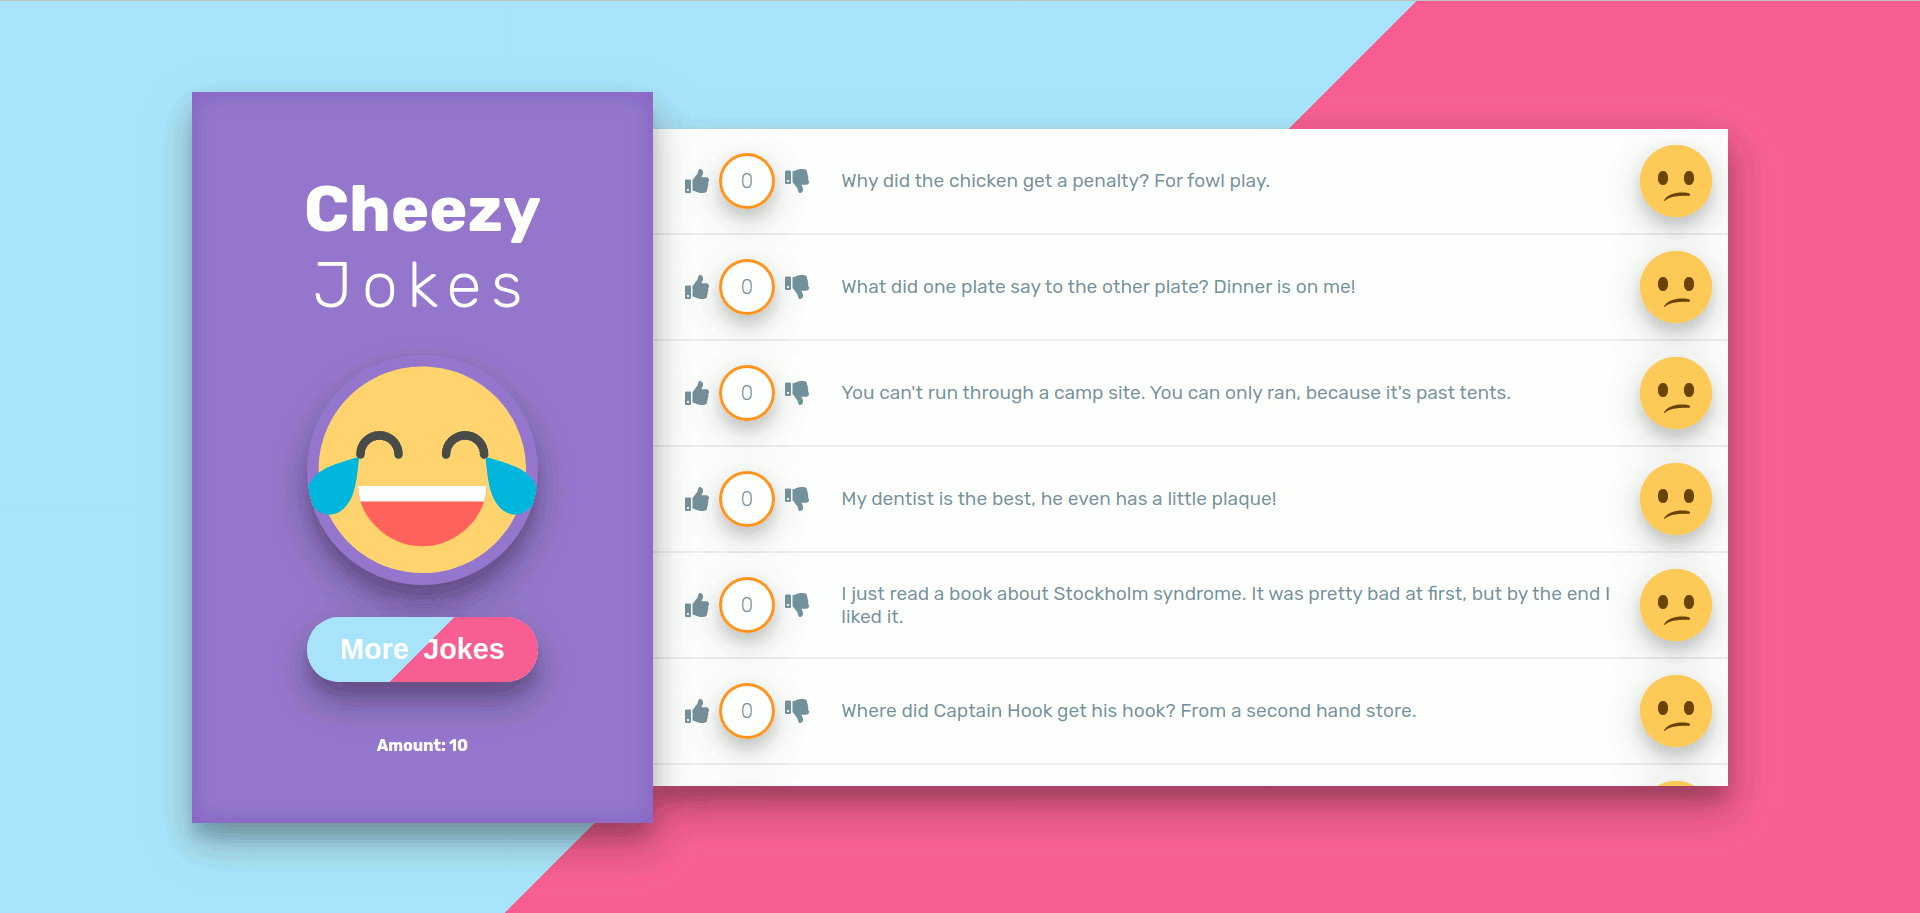 Cheezy
Jokes
More Jokes
Amount: 10
0
Why did the chicken get a penalty? For fowl play.
0
What did one plate say to the other plate? Dinner is on me!
0
You can't run through a camp site. You can only ran, because it's past tents.
0
My dentist is the best, he even has a little plaque!
0
I just read a book about Stockholm syndrome. It was pretty bad at first, but by the end I
liked it.
0
Where did Captain Hook get his hook? From a second hand store.